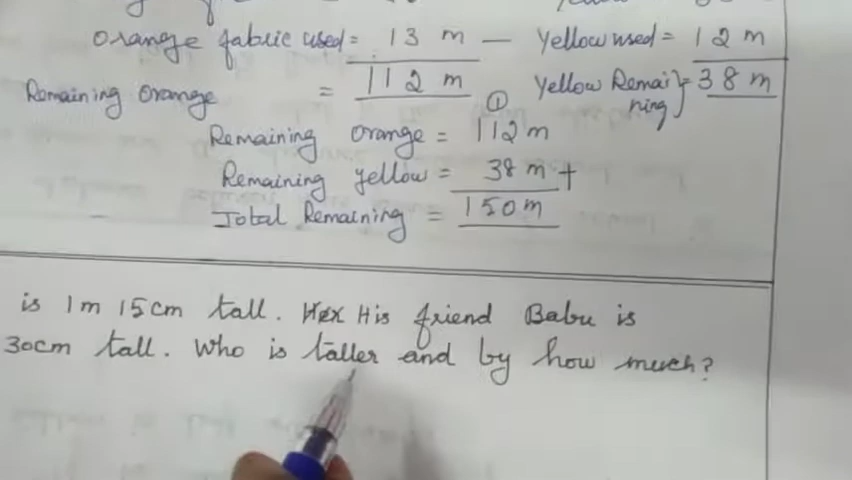 Orange fabric used = 13 m — Yellow used = 12 m
Remaining Orange = 112 m Yellow Remaining } = 38 m
①
Remaining Orange = 112 m
Remaining yellow = 38 m +
Total Remaining = 150 m
is 1m 15cm tall. His friend Babu is
30cm tall. Who is taller and by how much?